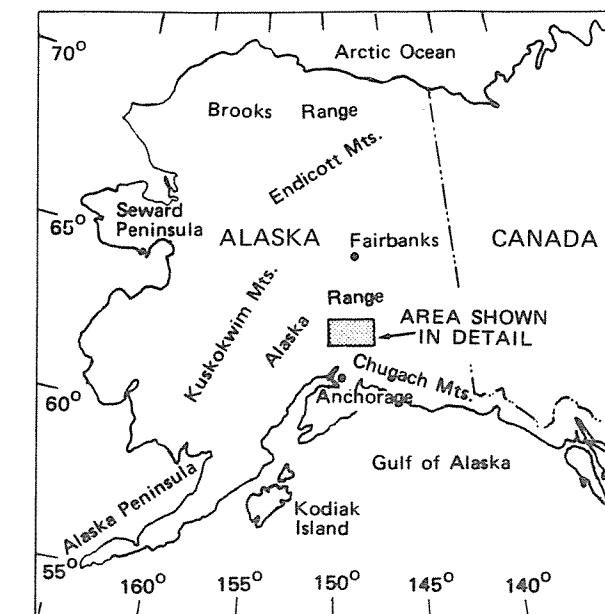 70°
Arctic Ocean
Brooks Range
Endicott Mts.
65°
Seward
Peninsula
ALASKA
Fairbanks
CANADA
Kuskokwim Mts.
Alaska
Range
AREA SHOWN
IN DETAIL
60°
Chugach Mts.
Anchorage
Gulf of Alaska
Alaska Peninsula
Kodiak
Island
55°
160° 155° 150° 145° 140°